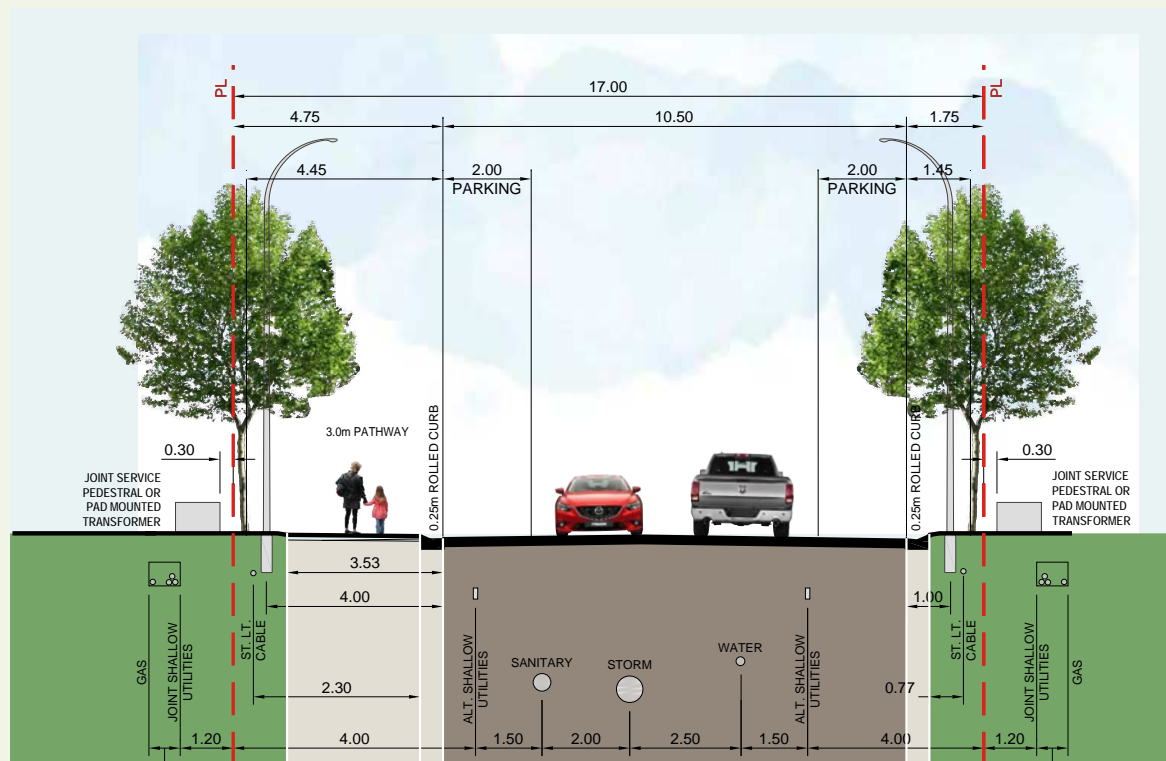 PL
17.00
PL
4.75
10.50
1.75
4.45
2.00
PARKING
2.00
PARKING
1.45
3.0m PATHWAY
0.25m ROLLED CURB
0.25m ROLLED CURB
0.30
0.30
JOINT SERVICE
PEDESTRAL OR
PAD MOUNTED
TRANSFORMER
JOINT SERVICE
PEDESTRAL OR
PAD MOUNTED
TRANSFORMER
3.53
4.00
1.00
GAS
JOINT SHALLOW
UTILITIES
ST. LT.
CABLE
2.30
ALT. SHALLOW
UTILITIES
SANITARY
STORM
WATER
ALT. SHALLOW
UTILITIES
0.77
ST. LT.
CABLE
JOINT SHALLOW
UTILITIES
GAS
1.20
4.00
1.50
2.00
2.50
1.50
4.00
1.20